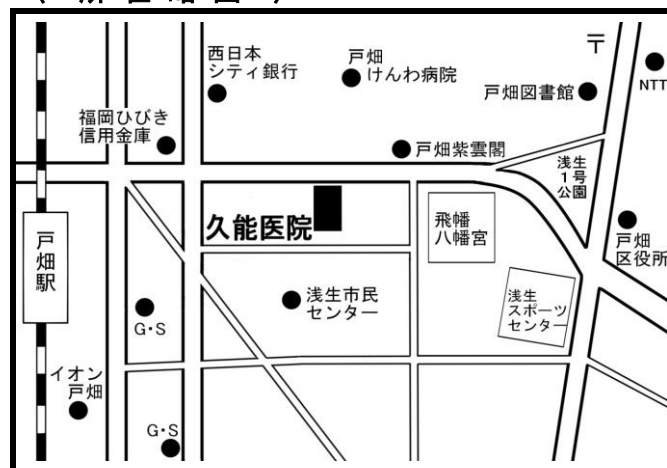 西日本
シティ銀行
戸畑
けんわ病院
〒
戸畑図書館
NTT
福岡ひびき
信用金庫
戸畑紫雲閣
浅生
1号
公園
久能医院
飛幡
八幡宮
戸畑
区役所
戸畑駅
浅生市民
センター
浅生
スポーツ
センター
G・S
イオン
戸畑
G・S